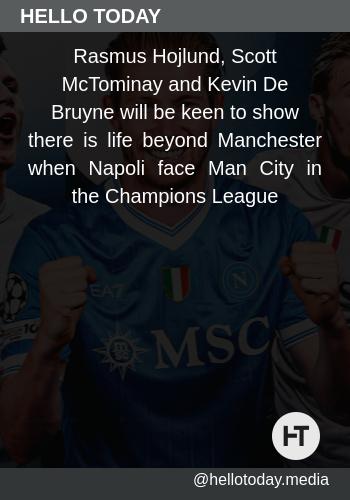 HELLO TODAY
Rasmus Hojlund, Scott
McTominay and Kevin De
Bruyne will be keen to show
there is life beyond Manchester
when Napoli face Man City in
the Champions League
EA7
N
MSC
MSC
HT
@hellotoday.media